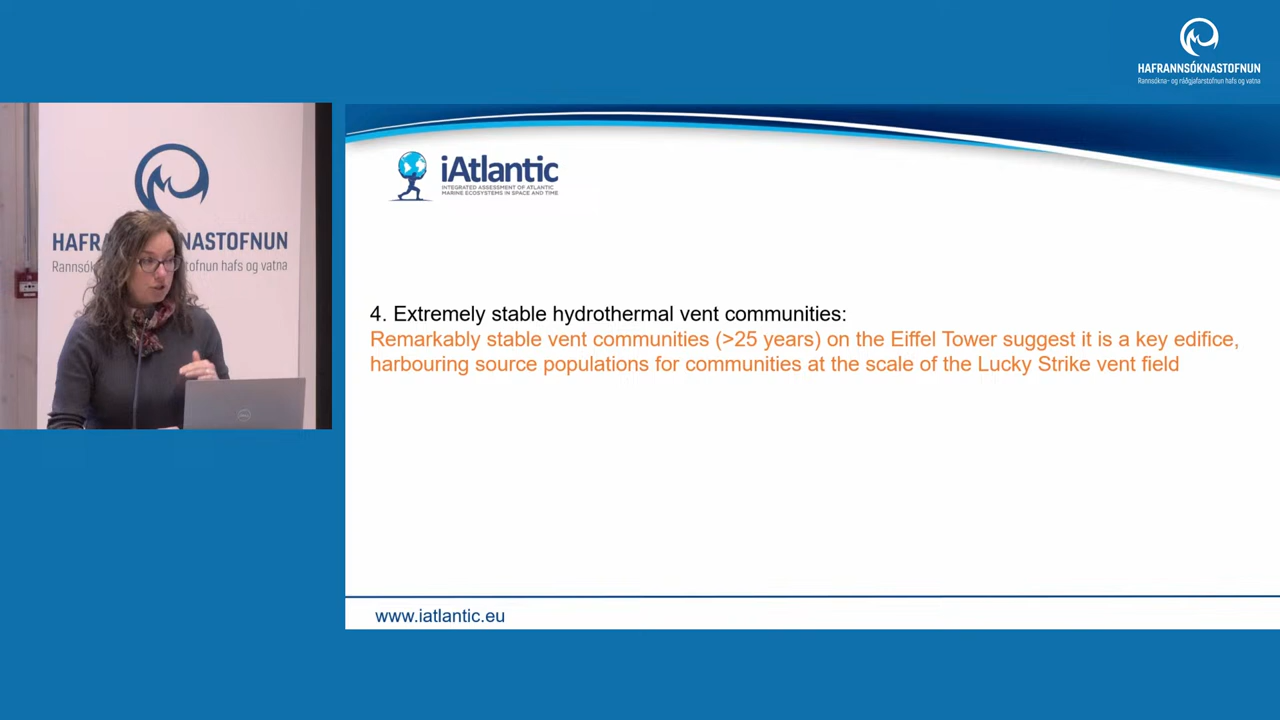 HAFRANNSÓKNASTOFNUN
Rannsókna- og ráðgjafarstofnun hafs og vatna
iAtlantic
INTEGRATED ASSESSMENT OF ATLANTIC
MARINE ECOSYSTEMS IN SPACE AND TIME
HAFR NASTOFNUN
Rannsók tofnun hafs og vatna
4. Extremely stable hydrothermal vent communities:
Remarkably stable vent communities (>25 years) on the Eiffel Tower suggest it is a key edifice,
harbouring source populations for communities at the scale of the Lucky Strike vent field
www.iatlantic.eu